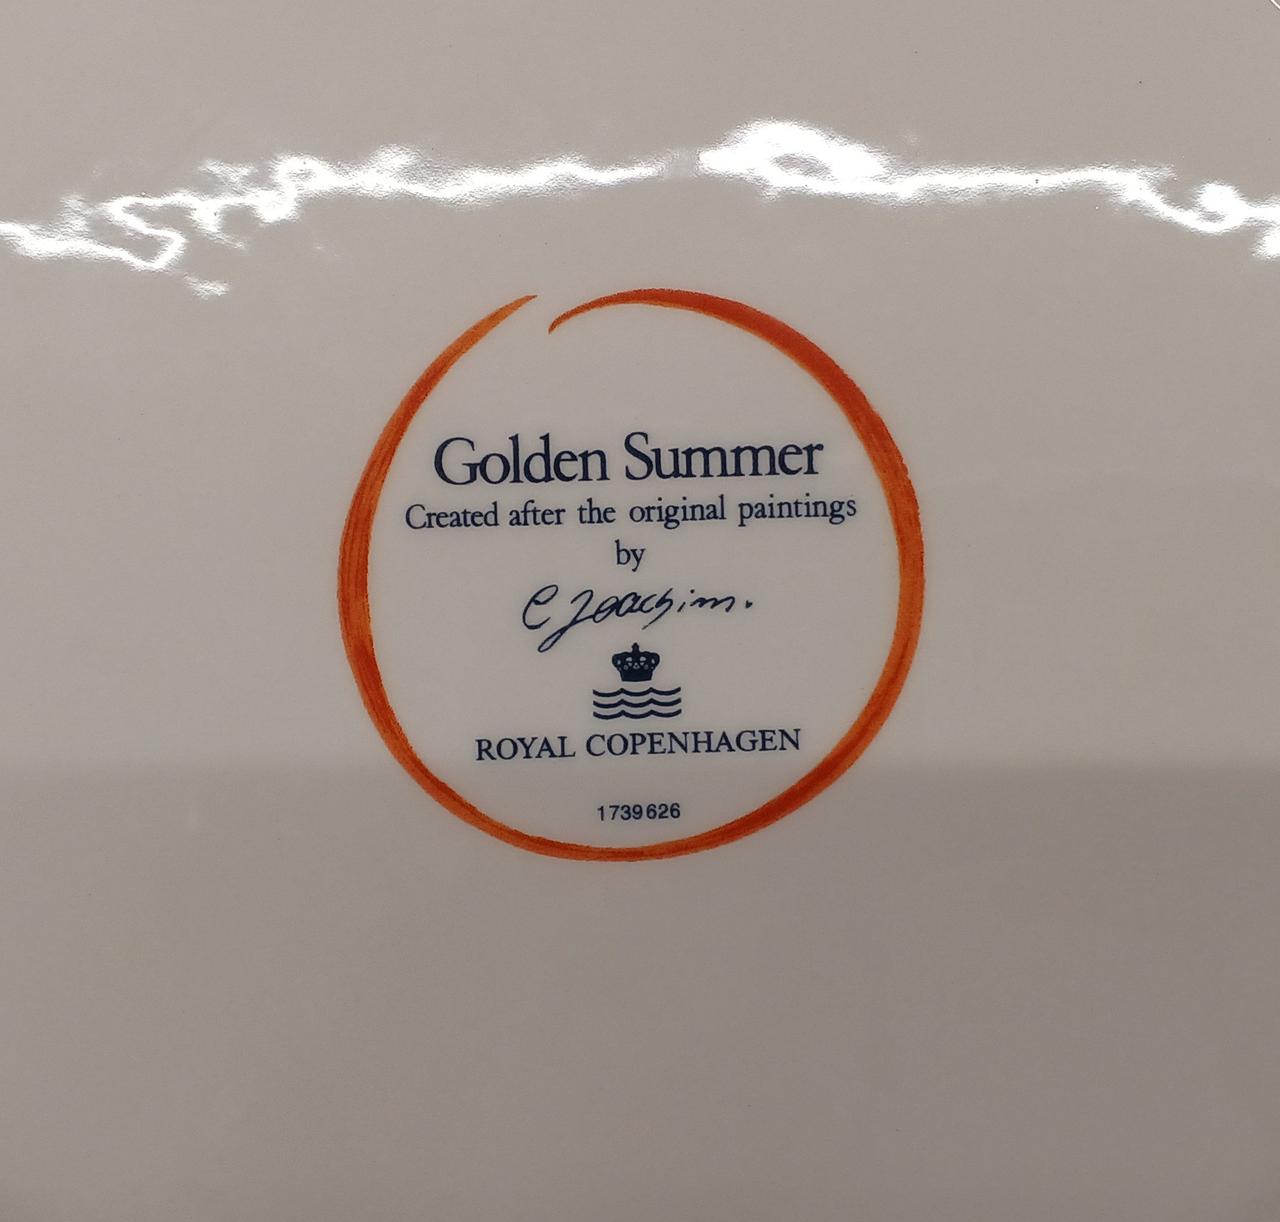 Golden Summer
Created after the original paintings
by
C Joachim.
ROYAL COPENHAGEN
1739626